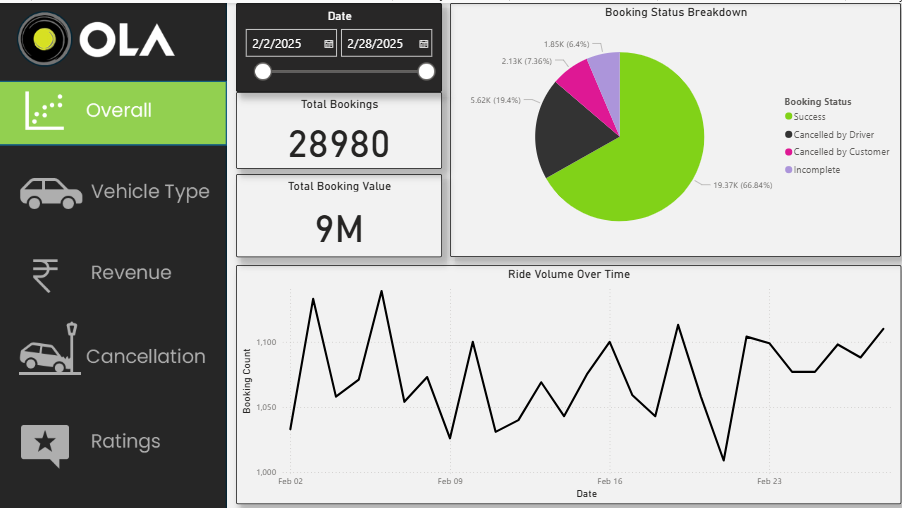 OLA
Overall
Vehicle Type
Revenue
Cancellation
Ratings
Date
2/2/2025
2/28/2025
Total Bookings
28980
Total Booking Value
9M
Booking Status Breakdown
1.85K (6.4%)
2.13K (7.36%)
5.62K (19.4%)
19.37K (66.84%)
Booking Status
Success
Cancelled by Driver
Cancelled by Customer
Incomplete
Ride Volume Over Time
Booking Count
1,100
1,050
1,000
Feb 02
Feb 09
Feb 16
Feb 23
Date